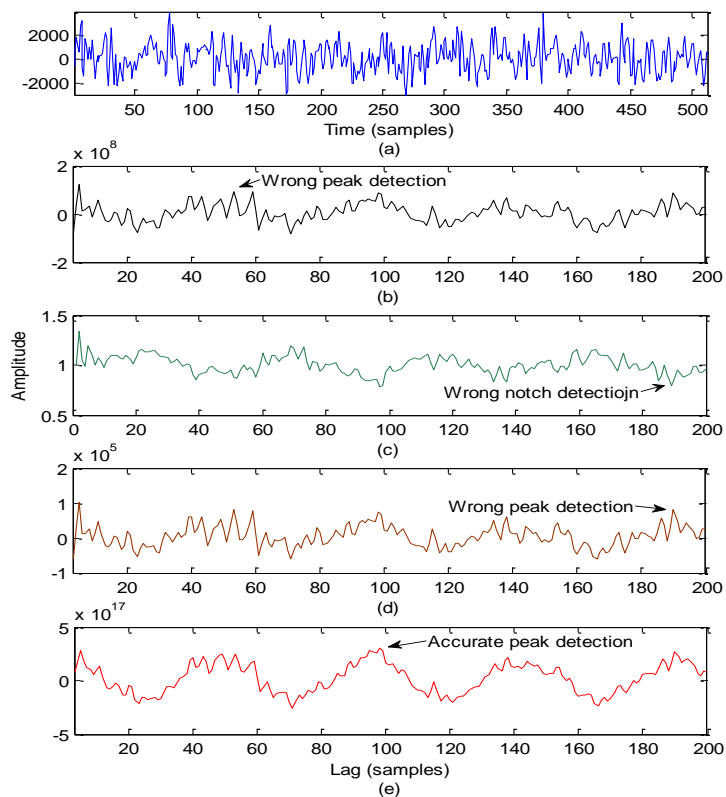 2000
0
-2000
50 100 150 200 250 300 350 400 450 500
Time (samples)
(a)
x 10^8
2
0
-2
Wrong peak detection
20 40 60 80 100 120 140 160 180 200
(b)
Amplitude
1.5
1
0.5
Wrong notch detectiojn
20 40 60 80 100 120 140 160 180 200
(c)
x 10^5
2
1
0
-1
Wrong peak detection
20 40 60 80 100 120 140 160 180 200
(d)
x 10^17
5
0
-5
Accurate peak detection
20 40 60 80 100 120 140 160 180 200
Lag (samples)
(e)